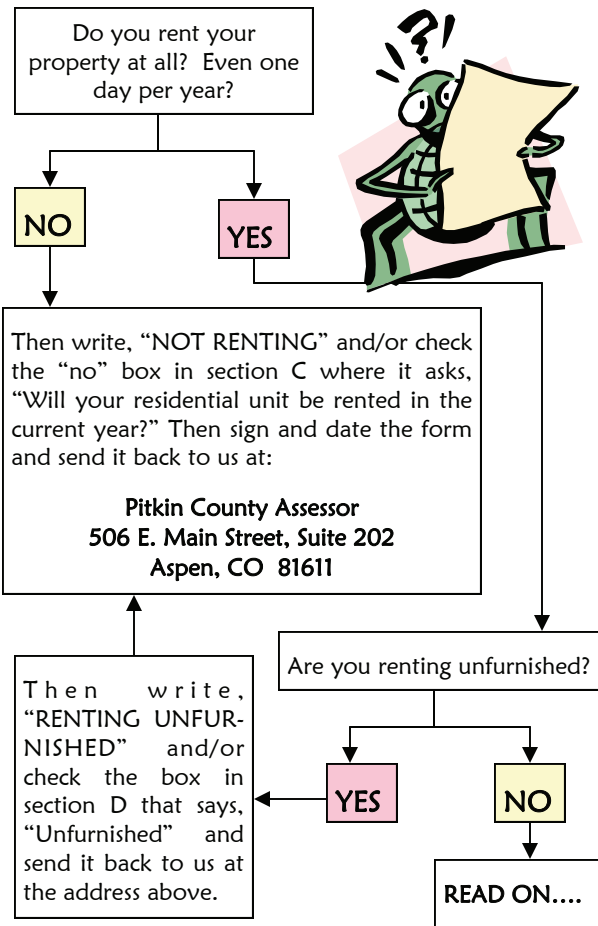 Do you rent your
property at all?  Even one
day per year?
?!
NO
YES
Then write, “NOT RENTING” and/or check
the “no” box in section C where it asks,
“Will your residential unit be rented in the
current year?” Then sign and date the form
and send it back to us at:
Pitkin County Assessor
506 E. Main Street, Suite 202
Aspen, CO  81611
Are you renting unfurnished?
YES
NO
Then write,
“RENTING UNFUR-
NISHED” and/or
check the box in
section D that says,
“Unfurnished” and
send it back to us at
the address above.
READ ON....